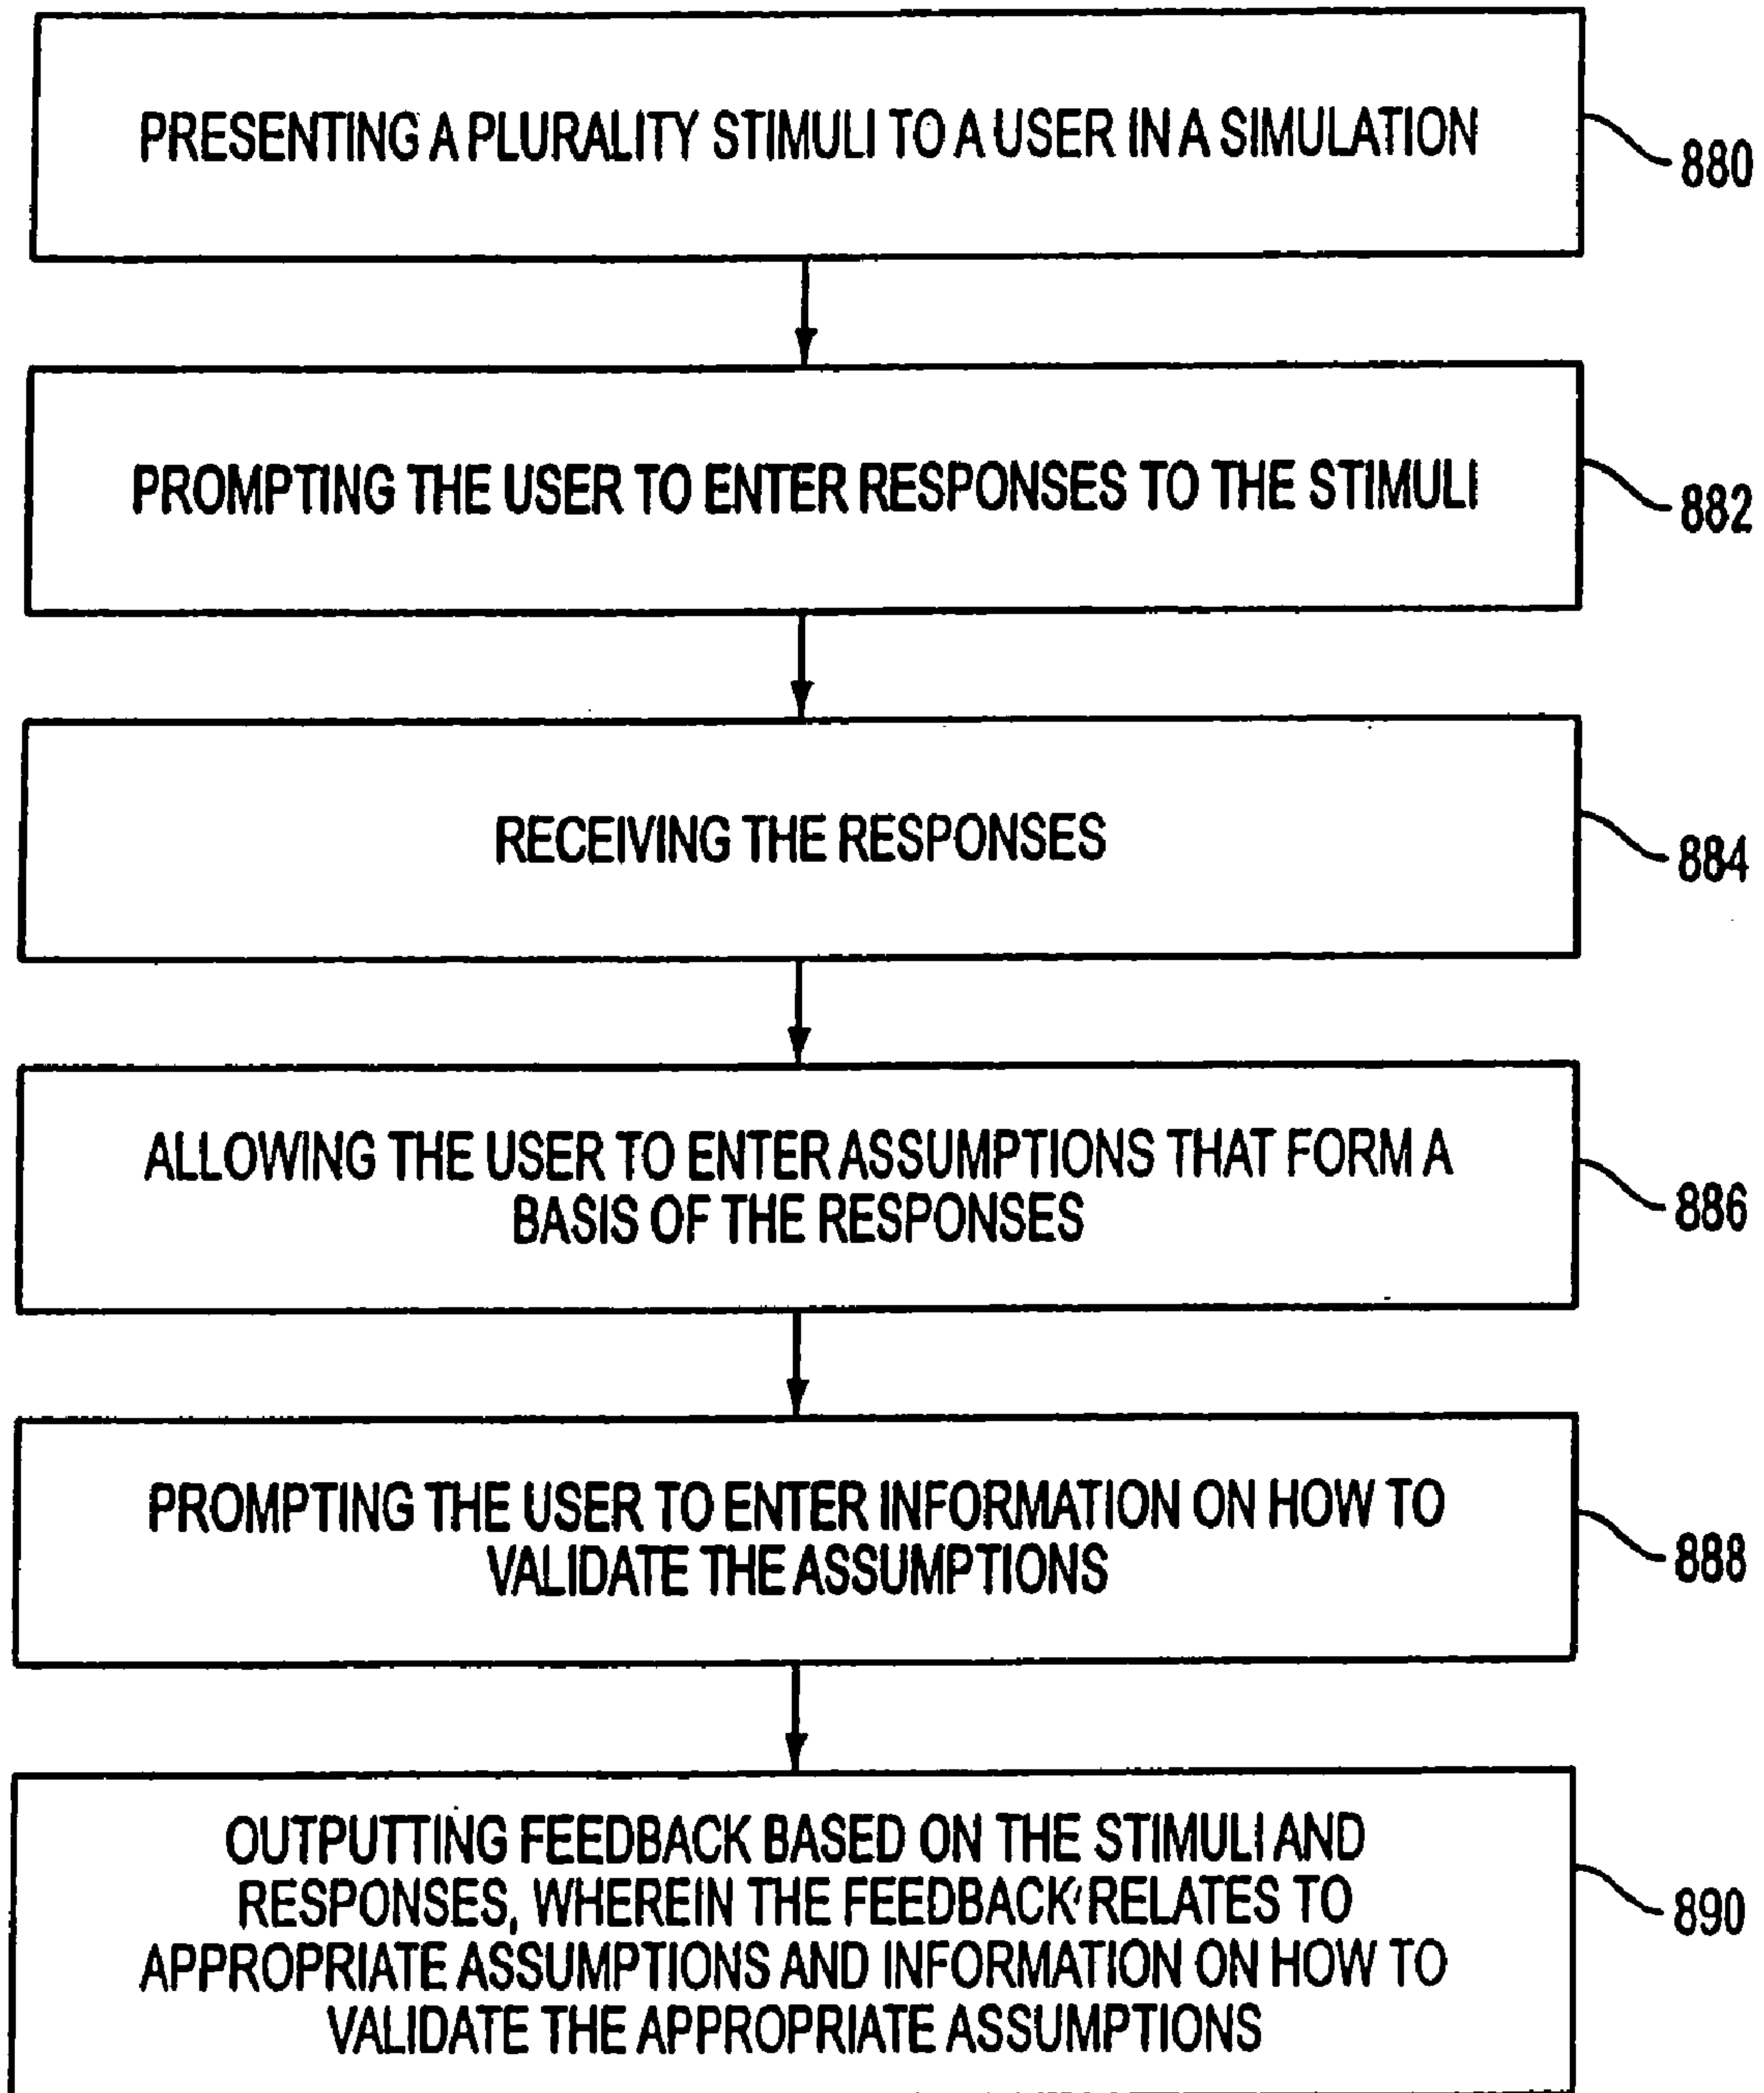 PRESENTING A PLURALITY STIMULI TO A USER IN A SIMULATION
880
PROMPTING THE USER TO ENTER RESPONSES TO THE STIMULI
882
RECEIVING THE RESPONSES
884
ALLOWING THE USER TO ENTER ASSUMPTIONS THAT FORM A
BASIS OF THE RESPONSES
886
PROMPTING THE USER TO ENTER INFORMATION ON HOW TO
VALIDATE THE ASSUMPTIONS
888
OUTPUTTING FEEDBACK BASED ON THE STIMULI AND
RESPONSES, WHEREIN THE FEEDBACK RELATES TO
APPROPRIATE ASSUMPTIONS AND INFORMATION ON HOW TO
VALIDATE THE APPROPRIATE ASSUMPTIONS
890